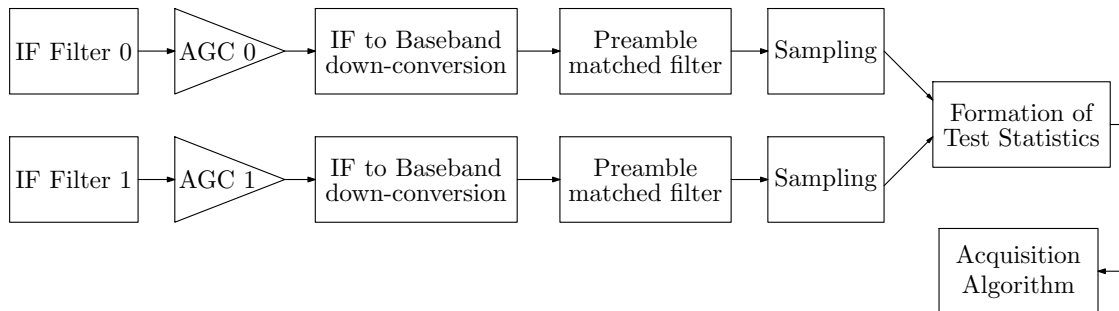 IF Filter 0
AGC 0
IF to Baseband
down-conversion
Preamble
matched filter
Sampling
Formation of
Test Statistics
IF Filter 1
AGC 1
IF to Baseband
down-conversion
Preamble
matched filter
Sampling
Acquisition
Algorithm